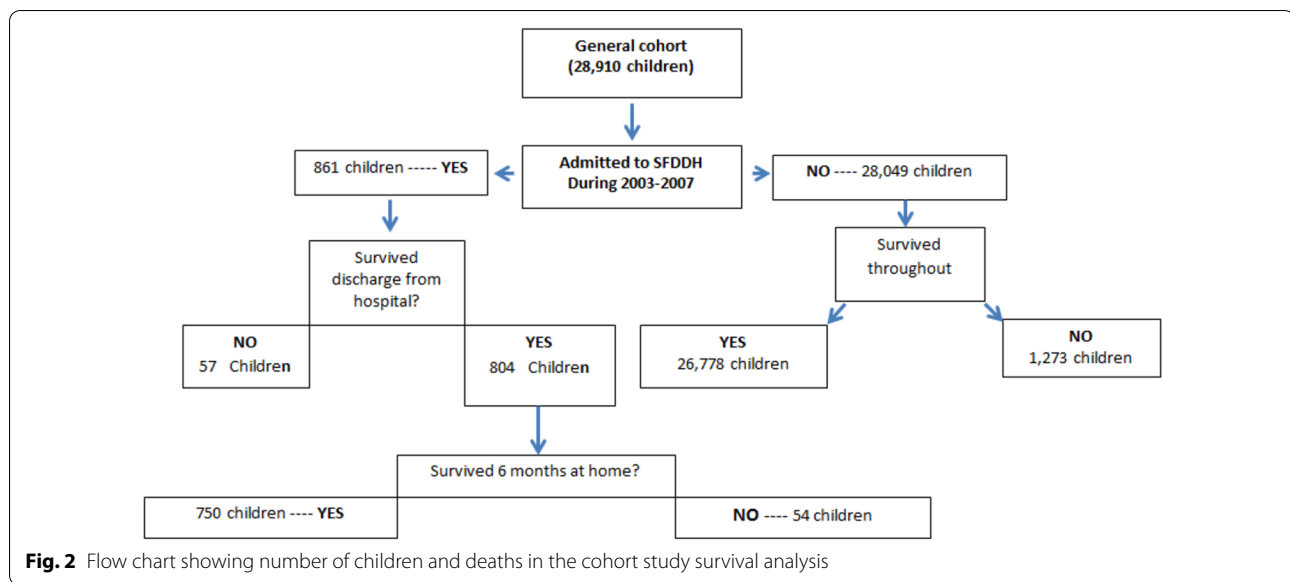 General cohort
(28,910 children)
861 children ----- YES
Admitted to SFDDH
During 2003-2007
NO ---- 28,049 children
Survived
discharge from
hospital?
Survived
throughout
NO
57 Children
YES
804 Children
YES
26,778 children
NO
1,273 children
Survived 6 months at home?
750 children ---- YES
NO ---- 54 children
Fig. 2 Flow chart showing number of children and deaths in the cohort study survival analysis